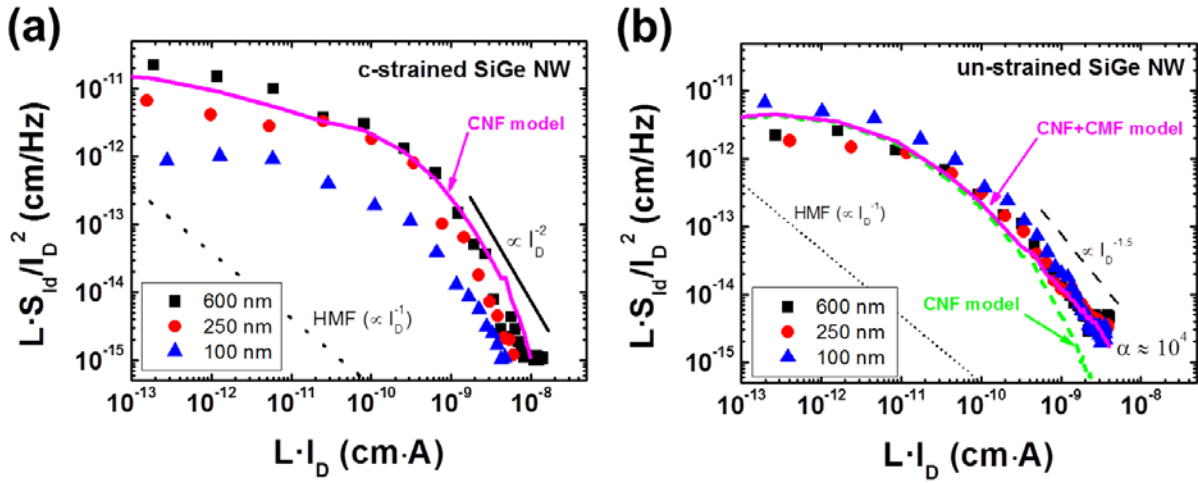 (a)
c-strained SiGe NW
CNF model
∝ I_D^-2
HMF (∝ I_D^-1)
600 nm
250 nm
100 nm
10^-11
10^-12
10^-13
10^-14
10^-15
10^-13 10^-12 10^-11 10^-10 10^-9 10^-8
L·S_Id/I_D^2 (cm/Hz)
L·I_D (cm·A)
(b)
un-strained SiGe NW
CNF+CMF model
HMF (∝ I_D^-1)
∝ I_D^-1.5
CNF model
α ≈ 10^4
600 nm
250 nm
100 nm
10^-11
10^-12
10^-13
10^-14
10^-15
10^-13 10^-12 10^-11 10^-10 10^-9 10^-8
L·S_Id/I_D^2 (cm/Hz)
L·I_D (cm·A)